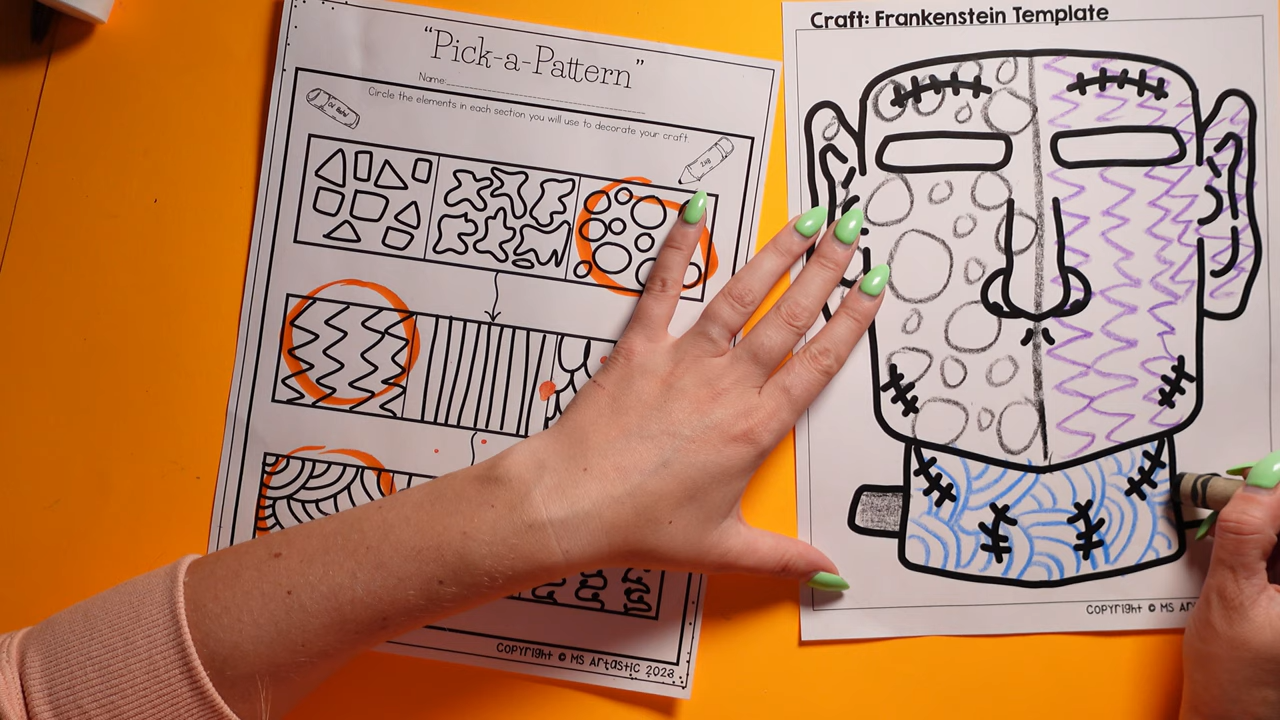 "Pick-a-Pattern"
Name:
Circle the elements in each section you will use to decorate your craft.
Oil Pastel
2HB
Copyright © MS Artastic 2023
Craft: Frankenstein Template
Copyright © MS